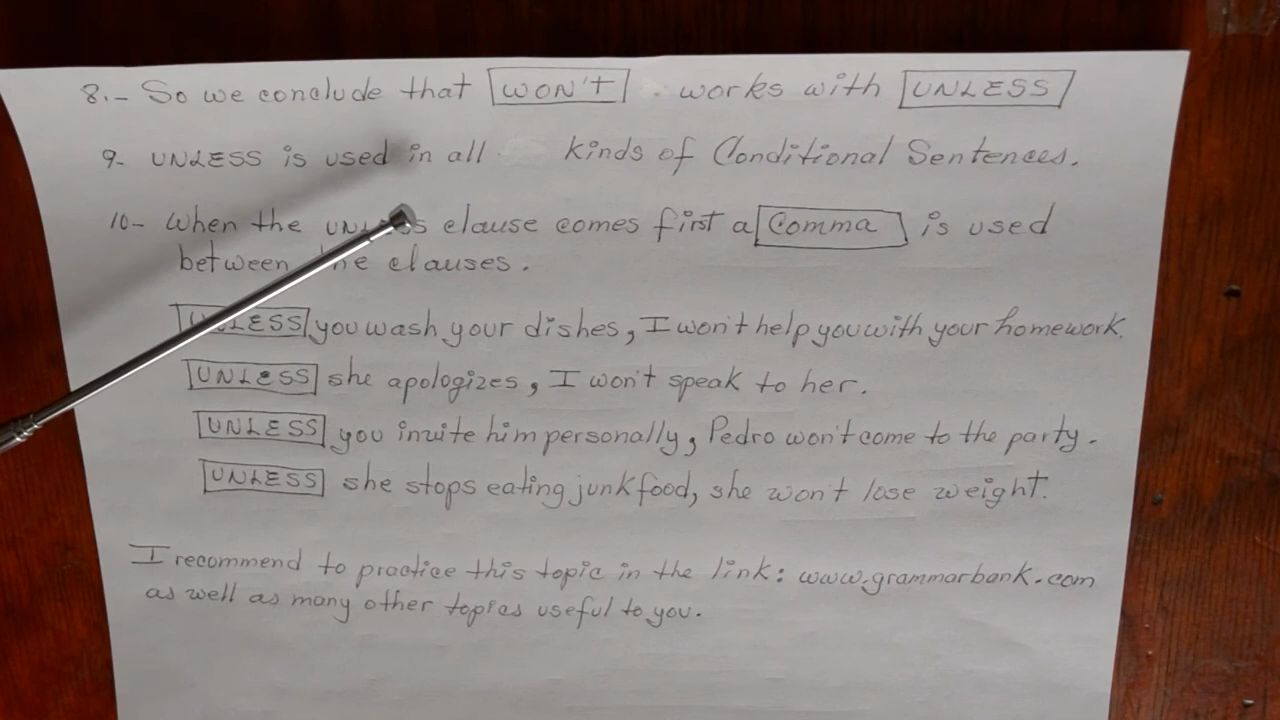 8.- So we conclude that WON'T works with UNLESS
9- UNLESS is used in all kinds of Conditional Sentences.
10- When the UNLESS clause comes first a Comma is used
between the clauses.
UNLESS you wash your dishes, I won't help you with your homework.
UNLESS she apologizes, I won't speak to her.
UNLESS you invite him personally, Pedro won't come to the party.
UNLESS she stops eating junk food, she won't lose weight.
I recommend to practice this topic in the link: www.grammarbank.com
as well as many other topics useful to you.